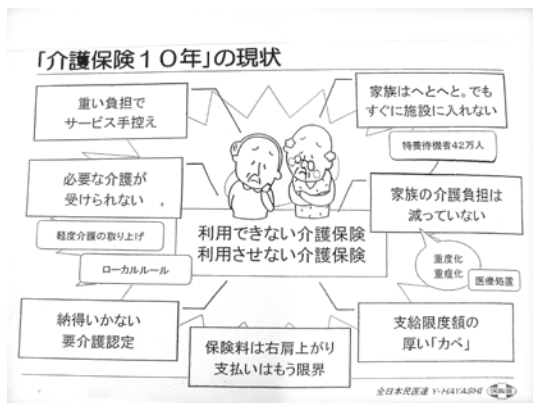 「介護保険１０年」の現状
重い負担で
サービス手控え
家族はへとへと。でも
すぐに施設に入れない
特養待機者42万人
必要な介護が
受けられない
軽度介護の取り上げ
ローカルルール
利用できない介護保険
利用させない介護保険
家族の介護負担は
減っていない
重度化
重症化
医療処置
納得いかない
要介護認定
保険料は右肩上がり
支払いはもう限界
支給限度額の
厚い「カベ」
全日本民医連 Y-HAYASHI